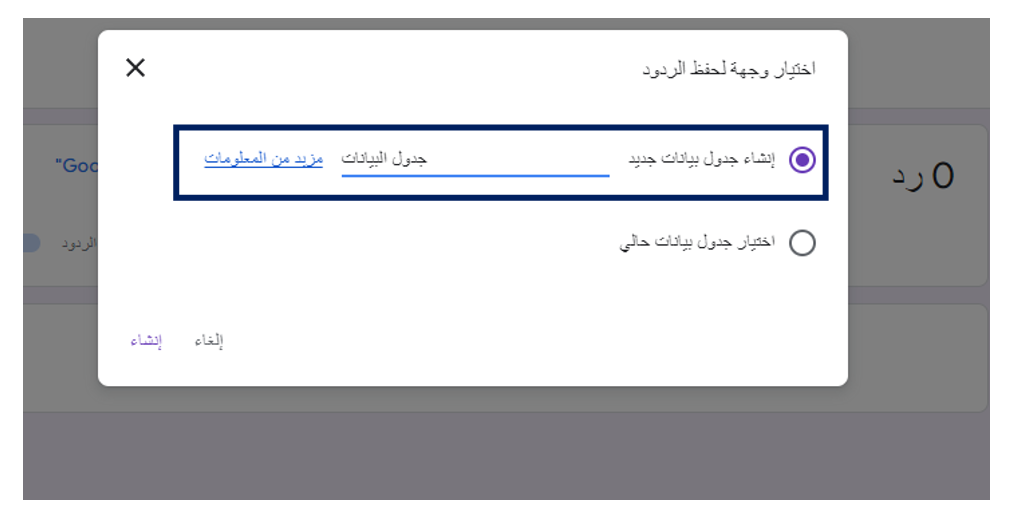 اختيار وجهة لحفظ الردود
إنشاء جدول بيانات جديد جدول البيانات مزيد من المعلومات
اختيار جدول بيانات حالي
إلغاء إنشاء
0 رد
"Goo
الردود